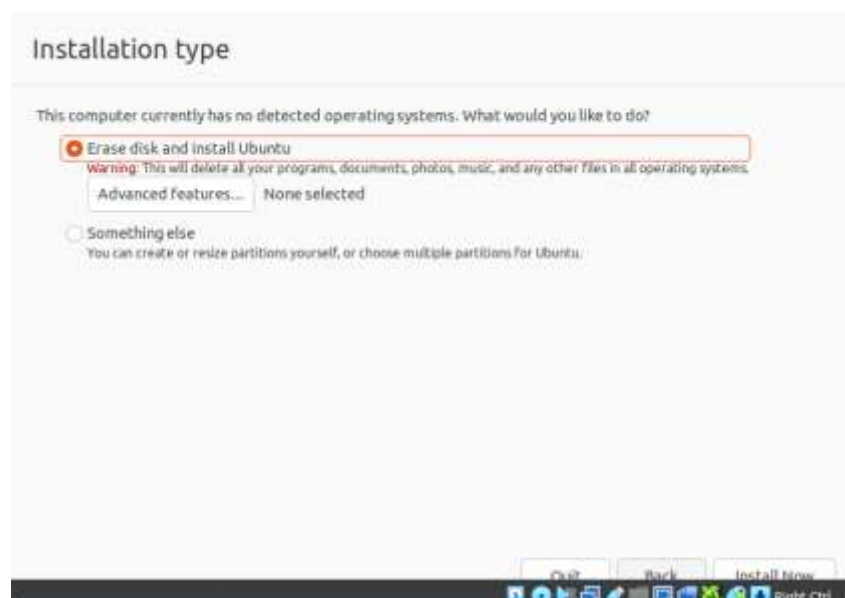 Installation type
This computer currently has no detected operating systems. What would you like to do?
Erase disk and install Ubuntu
Warning: This will delete all your programs, documents, photos, music, and any other files in all operating systems.
Advanced features... None selected
Something else
You can create or resize partitions yourself, or choose multiple partitions for Ubuntu.
Quit Back Install Now
Right Ctrl